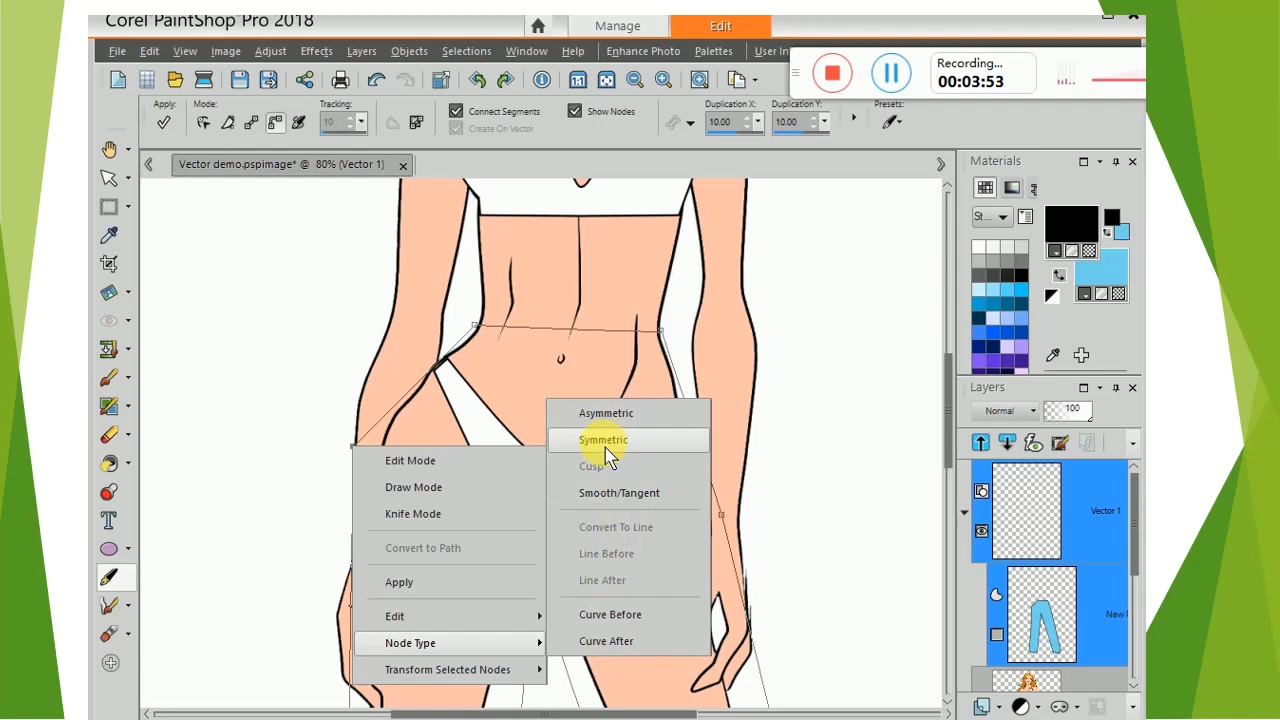 Corel PaintShop Pro 2018
Manage
Edit
File Edit View Image Adjust Effects Layers Objects Selections Window Help Enhance Photo Palettes User In
Recording...
00:03:53
Apply: Mode: Tracking: Connect Segments Show Nodes Duplication X: Duplication Y: Presets:
10 Create On Vector 10.00 10.00
Vector demo.pspimage* @ 80% (Vector 1)
Materials
St...
Layers
Normal 100
Vector 1
New
Edit Mode
Draw Mode
Knife Mode
Convert to Path
Apply
Edit
Node Type
Transform Selected Nodes
Asymmetric
Symmetric
Cusp
Smooth/Tangent
Convert To Line
Line Before
Line After
Curve Before
Curve After